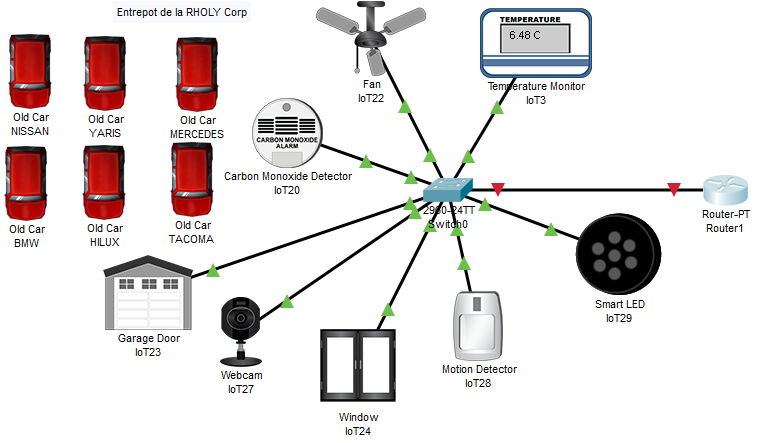 Entrepot de la RHOLY Corp
TEMPERATURE
6.48 C
Fan
IoT22
Temperature Monitor
IoT3
Old Car
NISSAN
Old Car
YARIS
Old Car
MERCEDES
CARBON MONOXIDE
ALARM
Carbon Monoxide Detector
IoT20
Old Car
BMW
Old Car
HILUX
Old Car
TACOMA
2960-24TT
Switch0
Router-PT
Router1
Smart LED
IoT29
Garage Door
IoT23
Webcam
IoT27
Motion Detector
IoT28
Window
IoT24